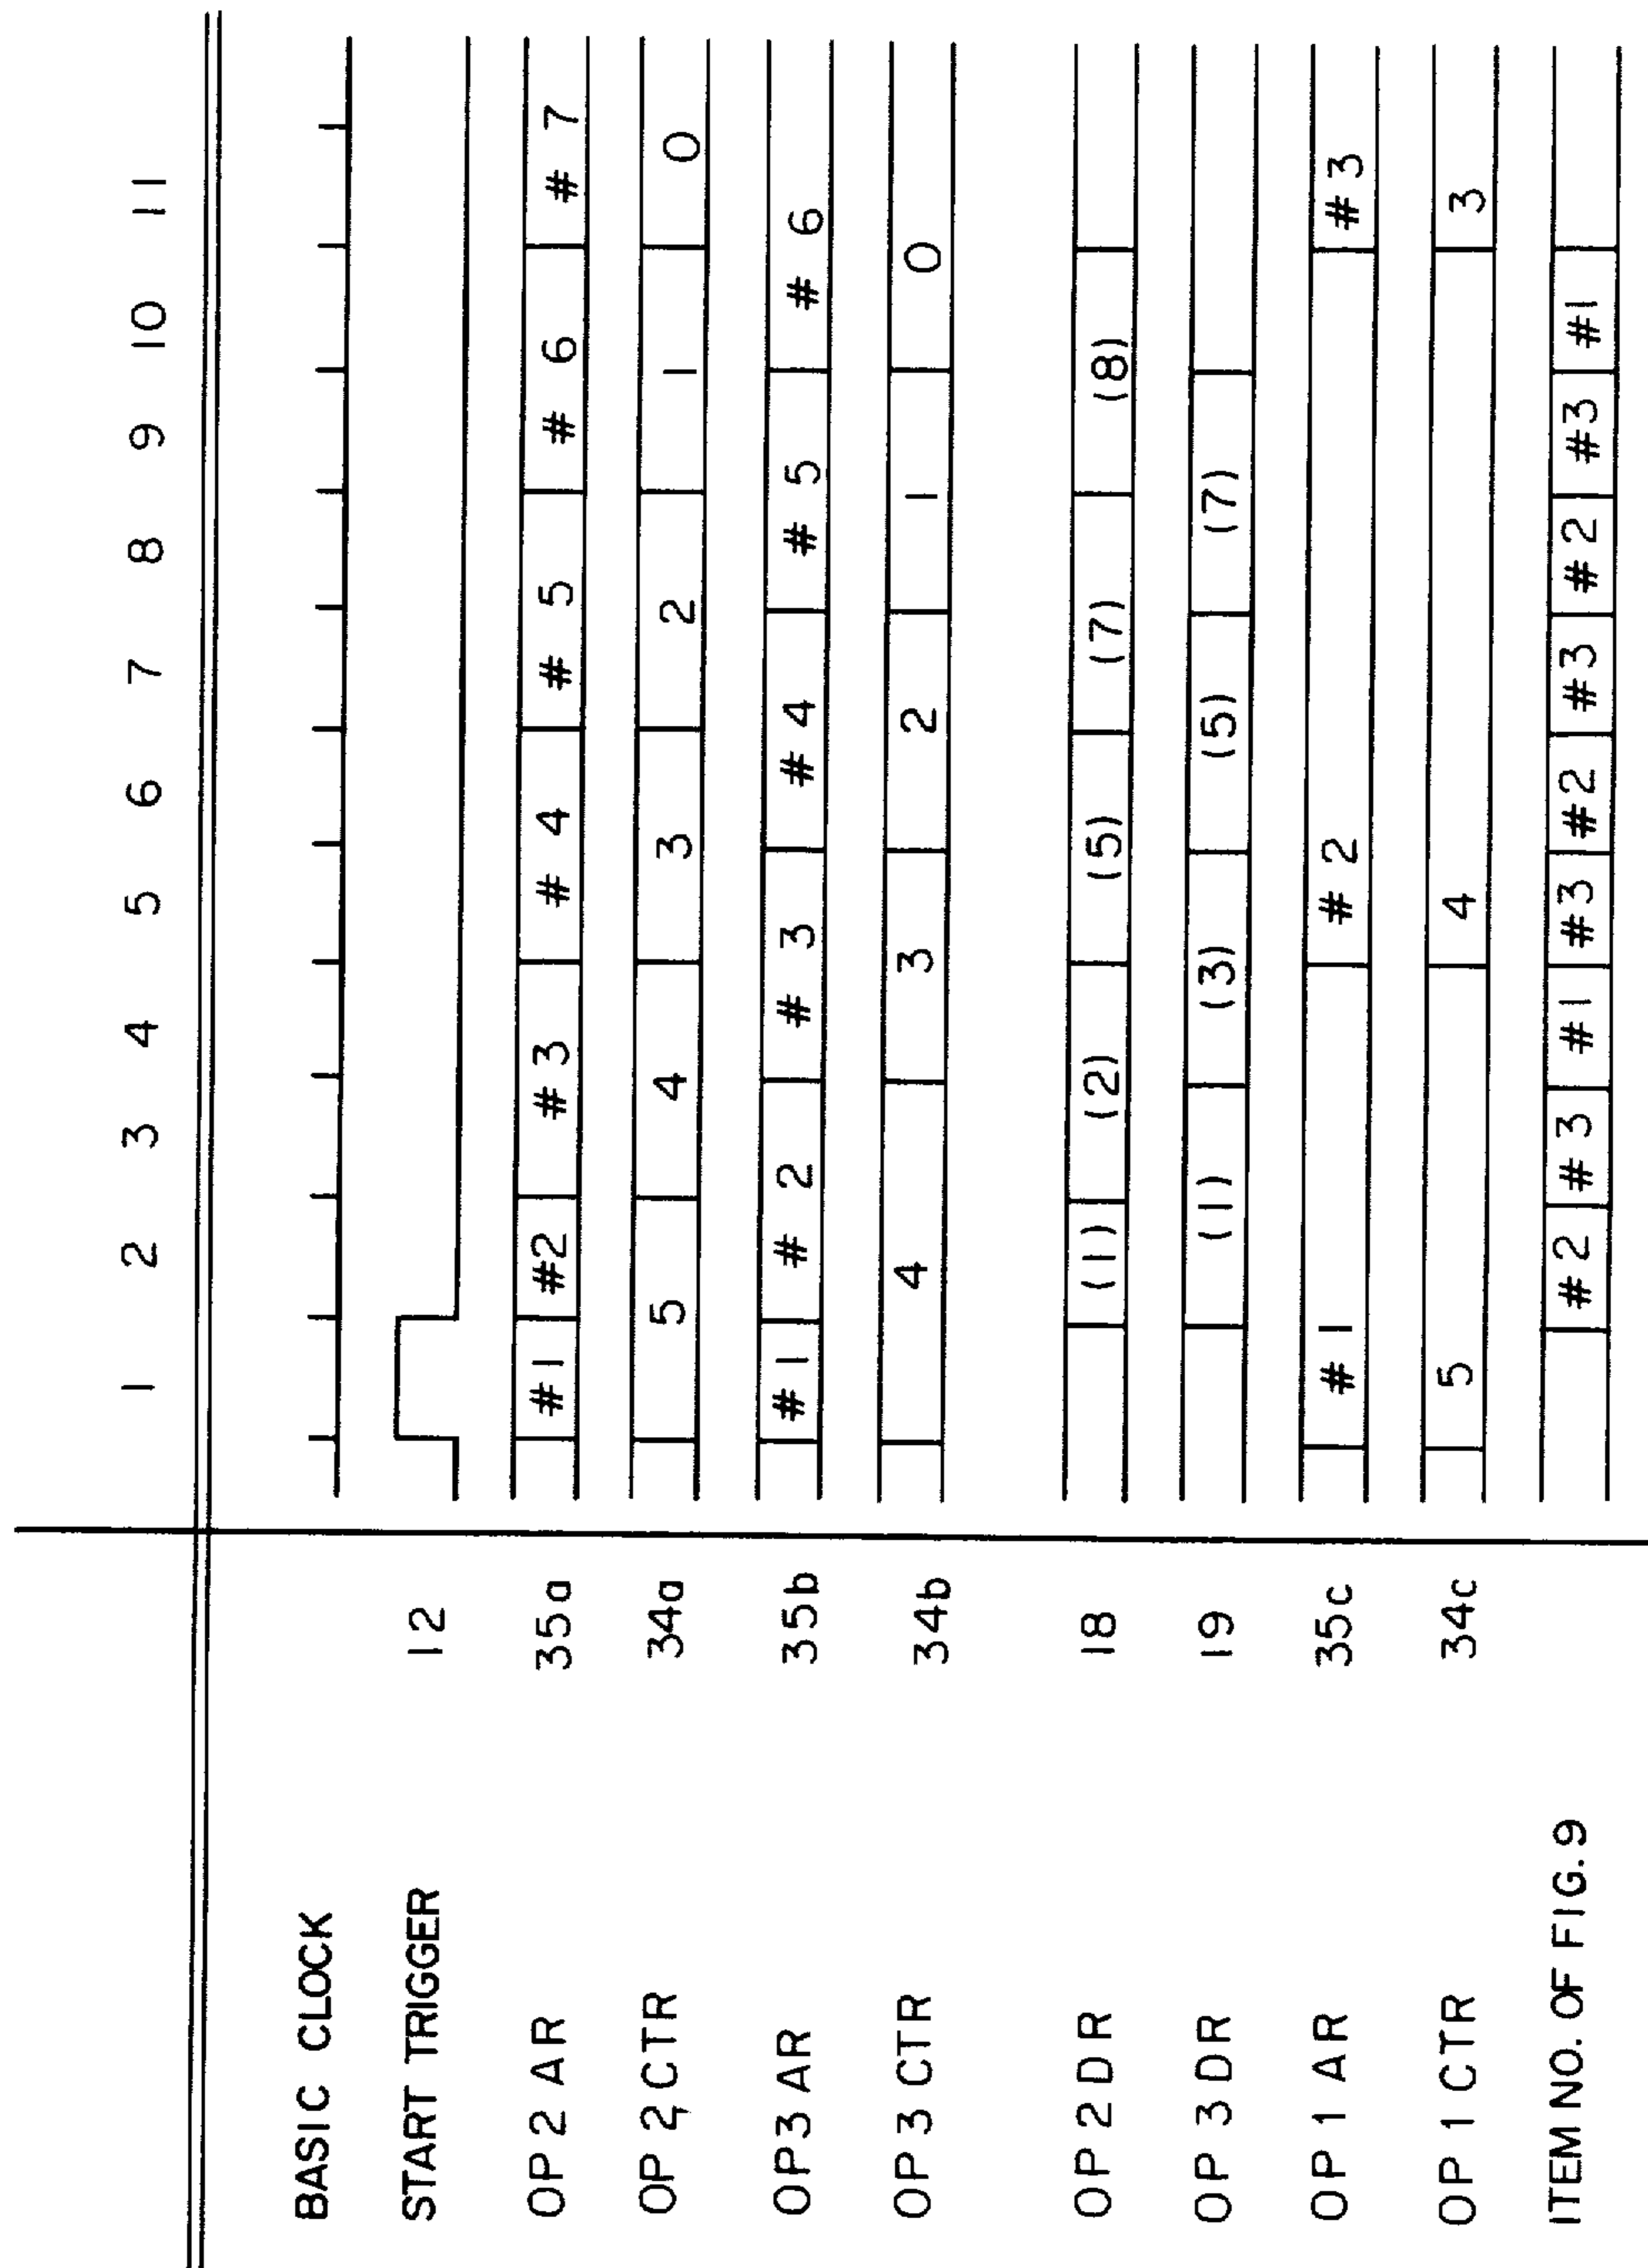 1 2 3 4 5 6 7 8 9 10 11
BASIC CLOCK
START TRIGGER 12
OP 2 AR 35a #1 #2 #3 #4 #5 #6 #7
OP 2 CTR 34a 5 4 3 2 1 0
OP3 AR 35b #1 #2 #3 #4 #5 #6
OP 3 CTR 34b 4 3 2 1 0
OP 2 DR 18 (1) (2) (5) (7) (8)
OP 3 DR 19 (1) (3) (5) (7)
OP 1 AR 35c #1 #2 #3
OP 1 CTR 34c 5 4 3
ITEM NO. OF FIG. 9 #2 #3 #1 #3 #2 #3 #2 #3 #1